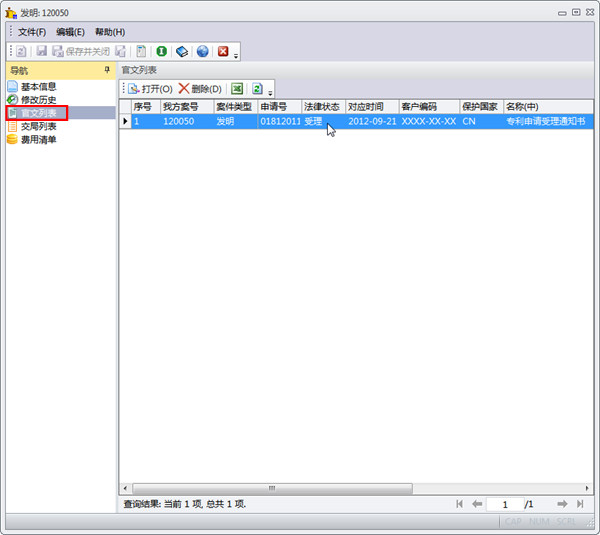 发明: 120050
文件(F) 编辑(E) 帮助(H)
保存并关闭
导航
基本信息
修改历史
官文列表
交局列表
费用清单
官文列表
打开(O) 删除(D)
序号 我方案号 案件类型 申请号 法律状态 对应时间 客户编码 保护国家 名称(中)
1 120050 发明 01812011 受理 2012-09-21 XXXX-XX-XX CN 专利申请受理通知书
查询结果: 当前 1 项, 总共 1 项.
1 /1
CAP NUM SCRL